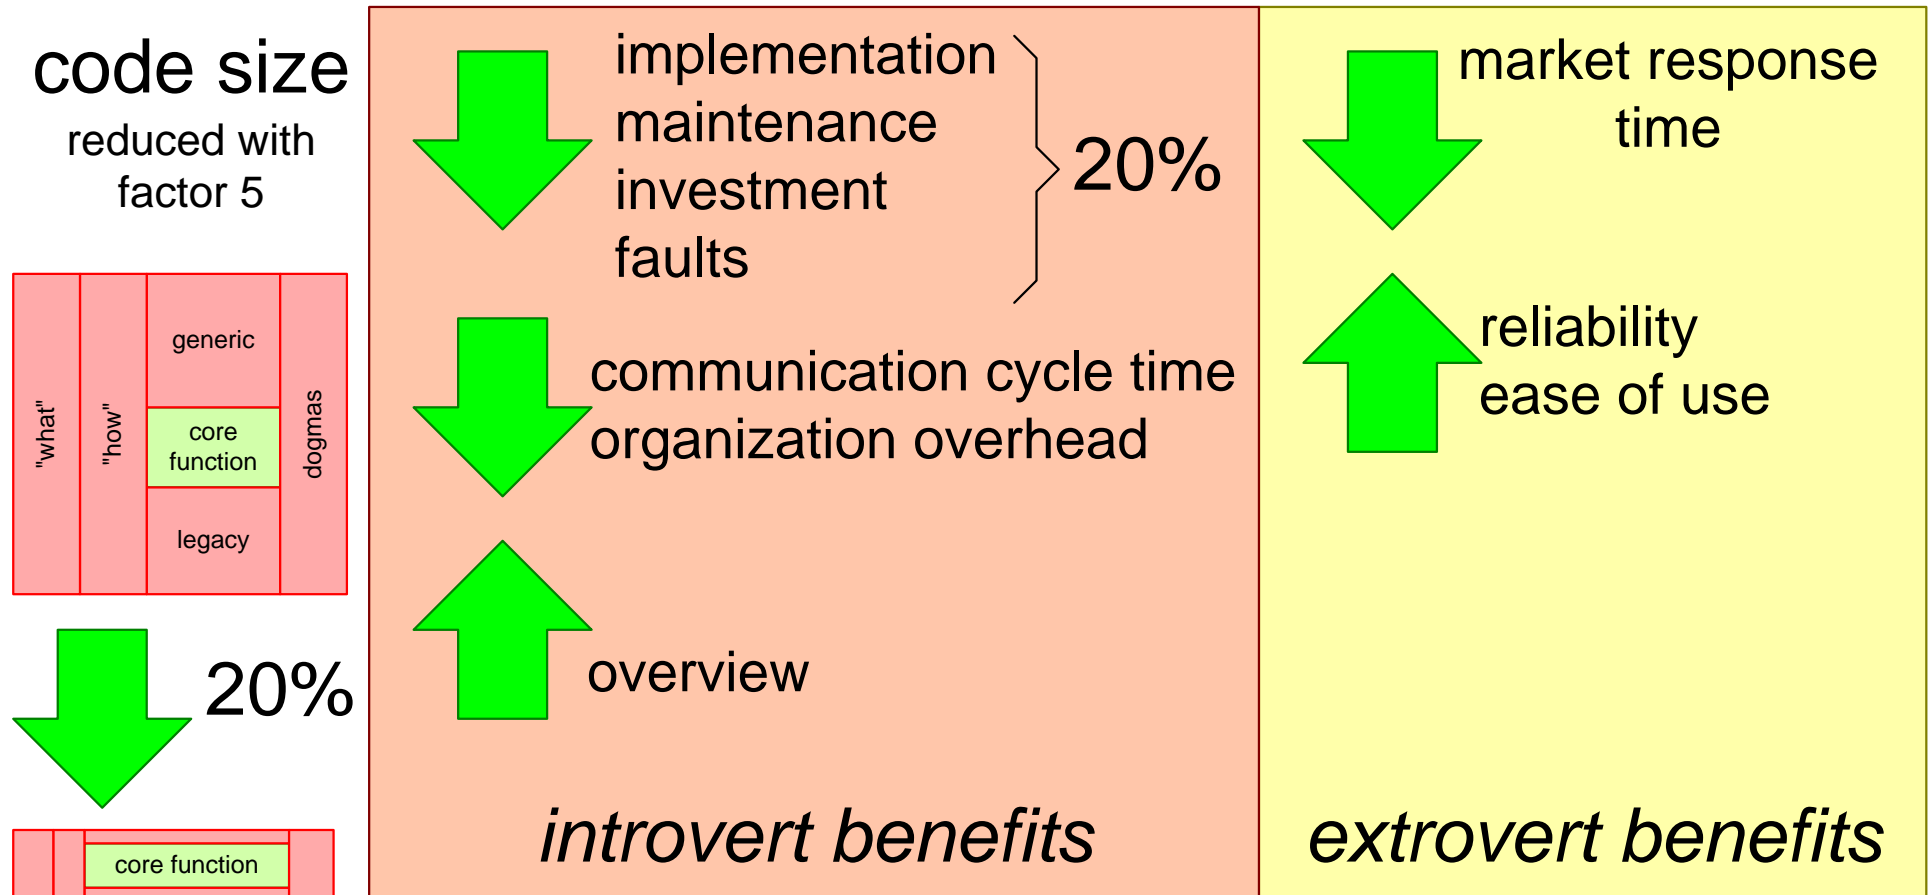 code size
reduced with
factor 5
"what"
"how"
generic
core
function
legacy
dogmas
20%
core function
implementation
maintenance
investment
faults
20%
communication cycle time
organization overhead
overview
introvert benefits
market response
time
reliability
ease of use
extrovert benefits